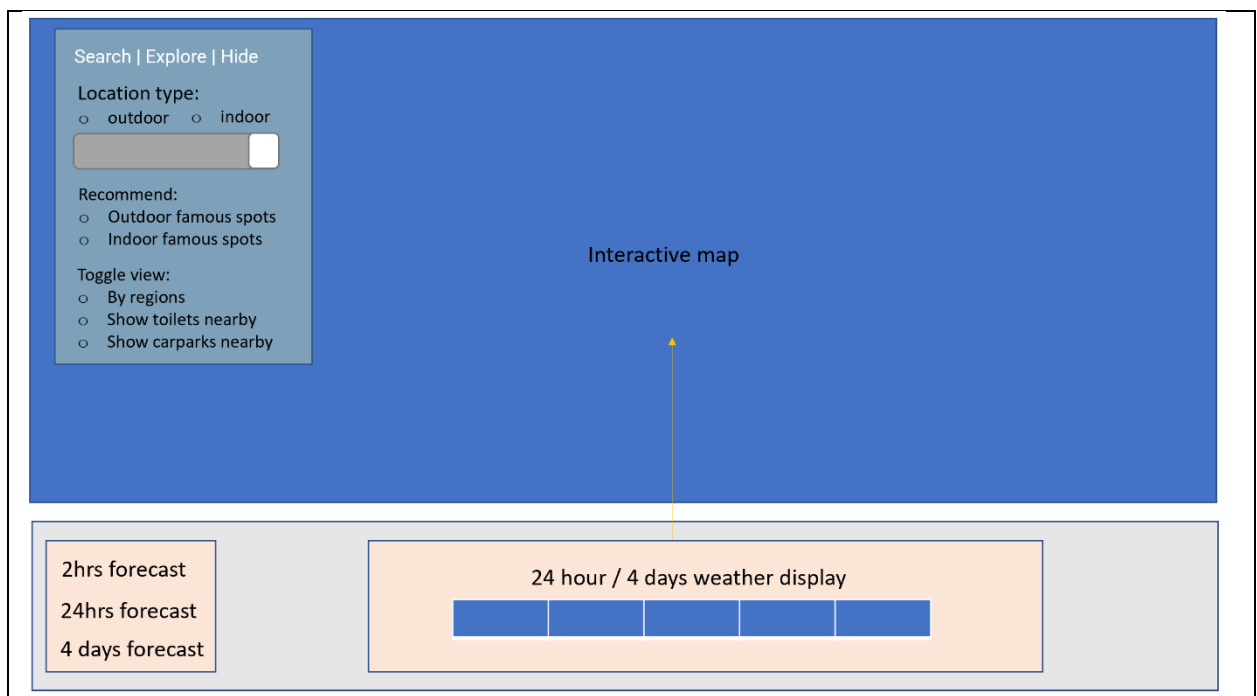 Search | Explore | Hide
Location type:
o outdoor o indoor
Recommend:
o Outdoor famous spots
o Indoor famous spots
Toggle view:
o By regions
o Show toilets nearby
o Show carparks nearby
Interactive map
2hrs forecast
24hrs forecast
4 days forecast
24 hour / 4 days weather display